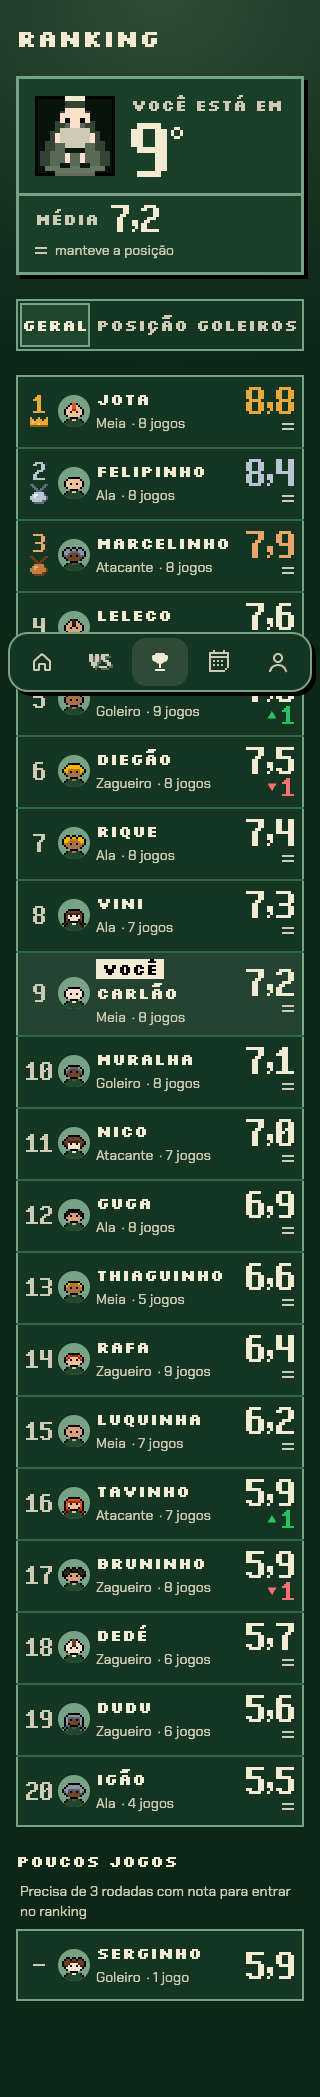 RANKING
VOCÊ ESTÁ EM
9º
MÉDIA 7,2
= manteve a posição
GERAL POSIÇÃO GOLEIROS
1 JOTA 8,8
Meia · 8 jogos =
2 FELIPINHO 8,4
Ala · 8 jogos =
3 MARCELINHO 7,9
Atacante · 8 jogos =
4 LELECO 7,6
VS
5
Goleiro · 9 jogos ▲1
6 DIEGÃO 7,5
Zagueiro · 8 jogos ▼1
7 RIQUE 7,4
Ala · 8 jogos =
8 VINI 7,3
Ala · 7 jogos =
VOCÊ
9 CARLÃO 7,2
Meia · 8 jogos =
10 MURALHA 7,1
Goleiro · 8 jogos =
11 NICO 7,0
Atacante · 7 jogos =
12 GUGA 6,9
Ala · 8 jogos =
13 THIAGUINHO 6,6
Meia · 5 jogos =
14 RAFA 6,4
Zagueiro · 9 jogos =
15 LUQUINHA 6,2
Meia · 7 jogos =
16 TAVINHO 5,9
Atacante · 7 jogos ▲1
17 BRUNINHO 5,9
Zagueiro · 8 jogos ▼1
18 DEDÉ 5,7
Zagueiro · 6 jogos =
19 DUDU 5,6
Zagueiro · 6 jogos =
20 IGÃO 5,5
Ala · 4 jogos =
POUCOS JOGOS
Precisa de 3 rodadas com nota para entrar
no ranking
– SERGINHO 5,9
Goleiro · 1 jogo